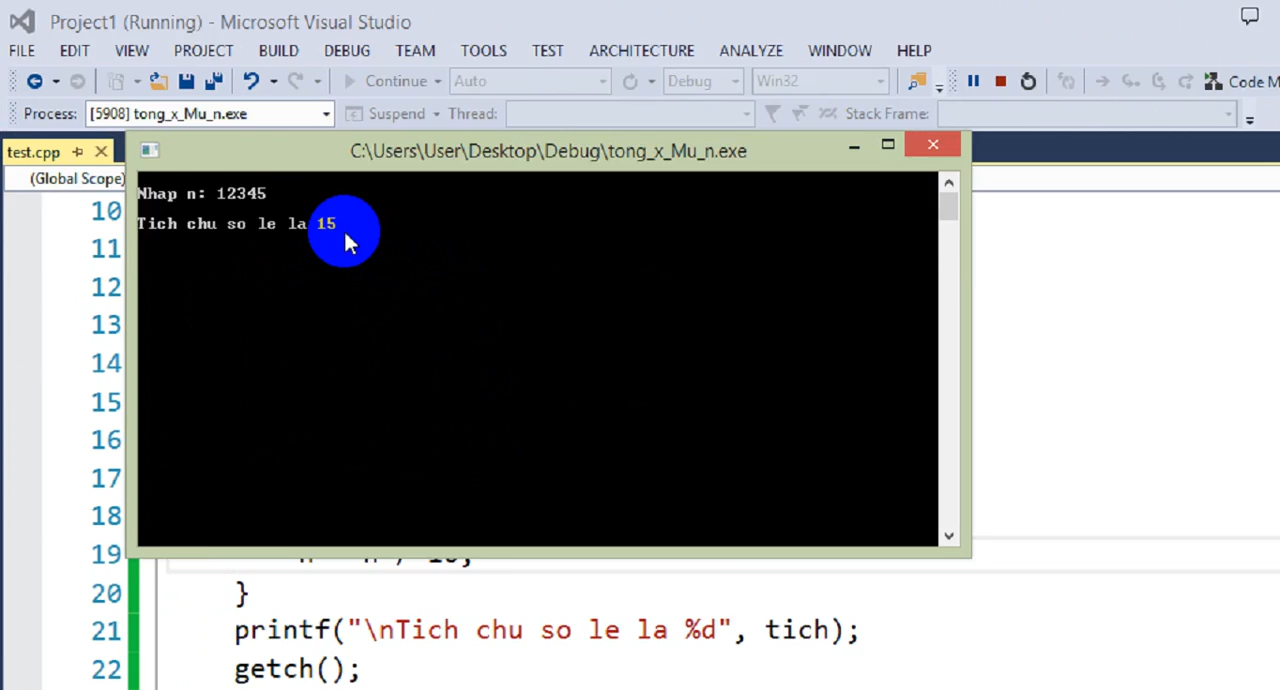 Project1 (Running) - Microsoft Visual Studio
FILE EDIT VIEW PROJECT BUILD DEBUG TEAM TOOLS TEST ARCHITECTURE ANALYZE WINDOW HELP
Continue Auto Debug Win32 Code M
Process: [5908] tong_x_Mu_n.exe Suspend Thread: Stack Frame:
test.cpp
C:\Users\User\Desktop\Debug\tong_x_Mu_n.exe
(Global Scope)
Nhap n: 12345
Tich chu so le la 15
10
11
12
13
14
15
16
17
18
19
20 }
21 printf("\nTich chu so le la %d", tich);
22 getch();